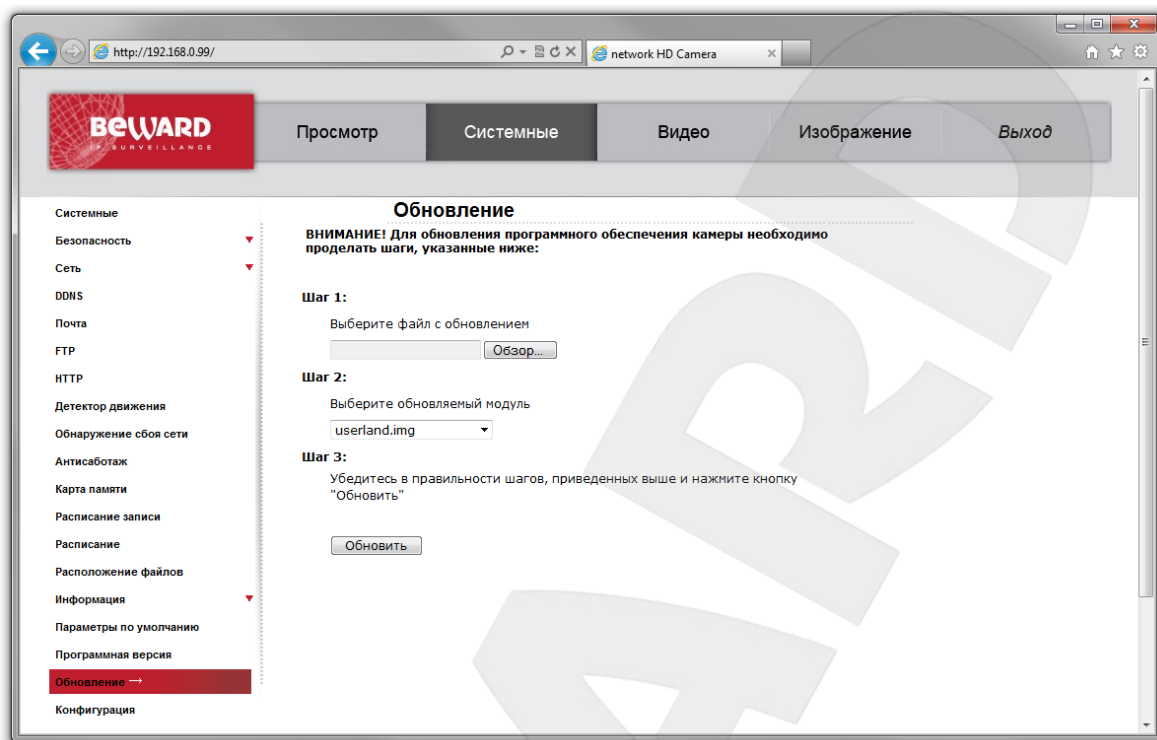 http://192.168.0.99/
network HD Camera
BEWARD
IP SURVEILLANCE
Просмотр
Системные
Видео
Изображение
Выход
Системные
Безопасность
Сеть
DDNS
Почта
FTP
HTTP
Детектор движения
Обнаружение сбоя сети
Антисаботаж
Карта памяти
Расписание записи
Расписание
Расположение файлов
Информация
Параметры по умолчанию
Программная версия
Обновление →
Конфигурация
Обновление
ВНИМАНИЕ! Для обновления программного обеспечения камеры необходимо
проделать шаги, указанные ниже:
Шаг 1:
Выберите файл с обновлением
Обзор...
Шаг 2:
Выберите обновляемый модуль
userland.img
Шаг 3:
Убедитесь в правильности шагов, приведенных выше и нажмите кнопку
"Обновить"
Обновить
ARD